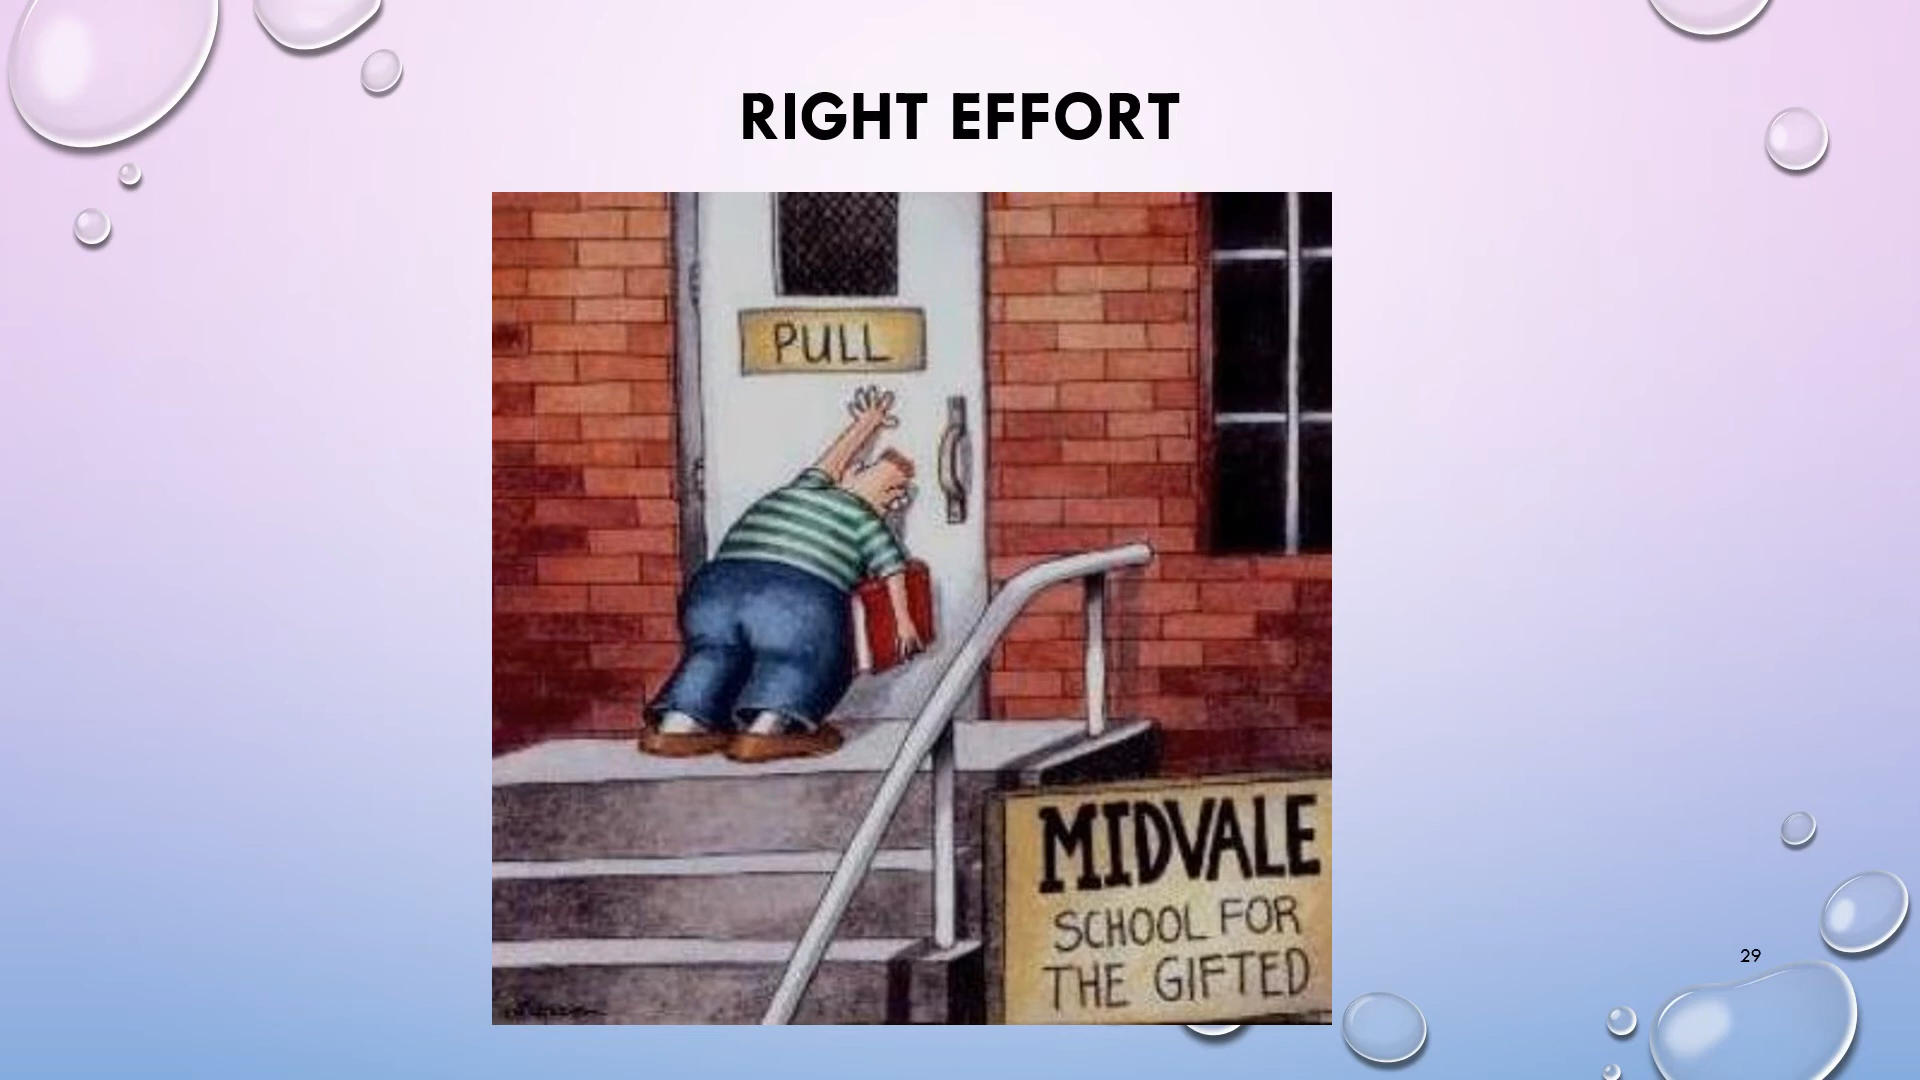 RIGHT EFFORT
PULL
MIDVALE
SCHOOL FOR
THE GIFTED
29